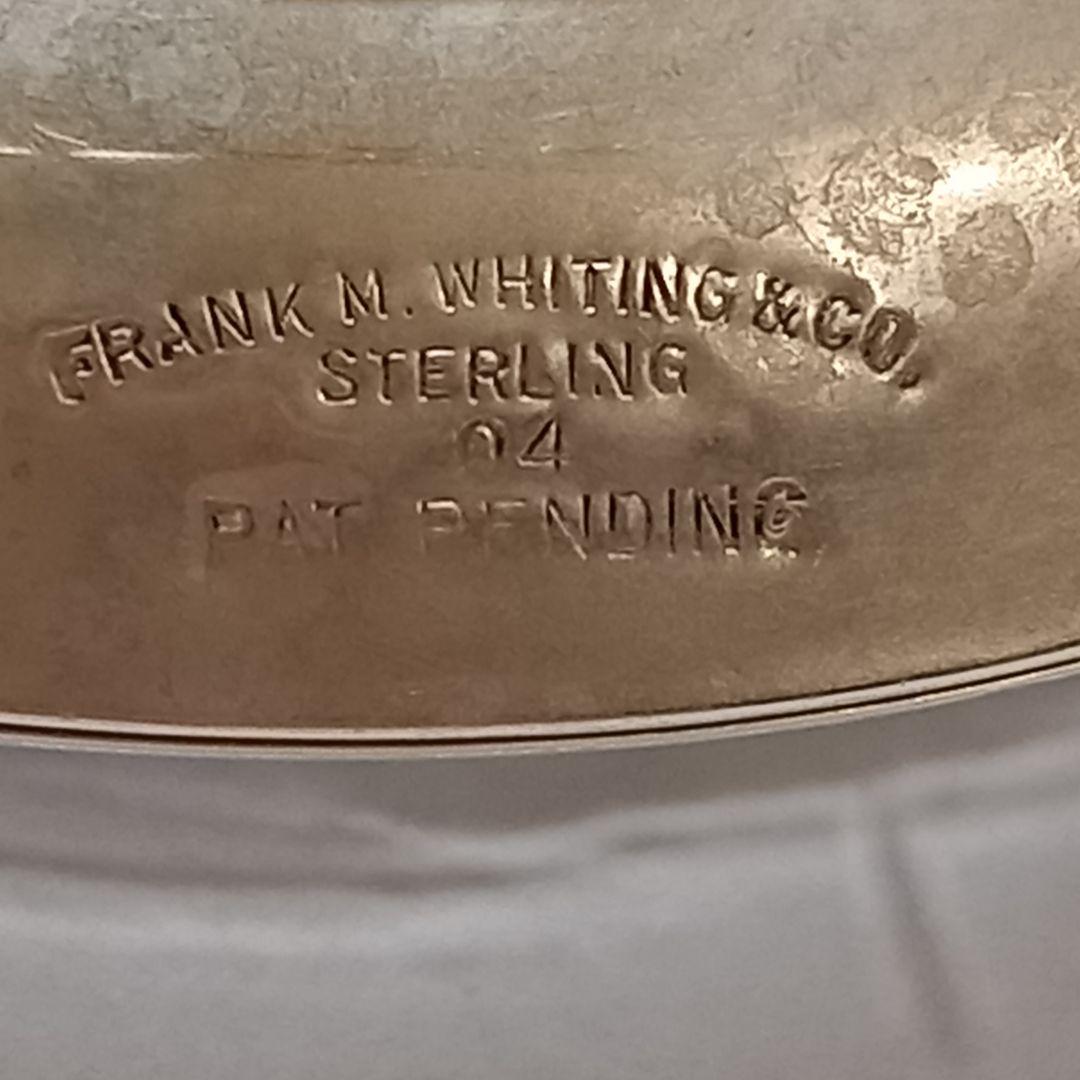 FRANK M. WHITING & CO.
STERLING
04
PAT PENDING